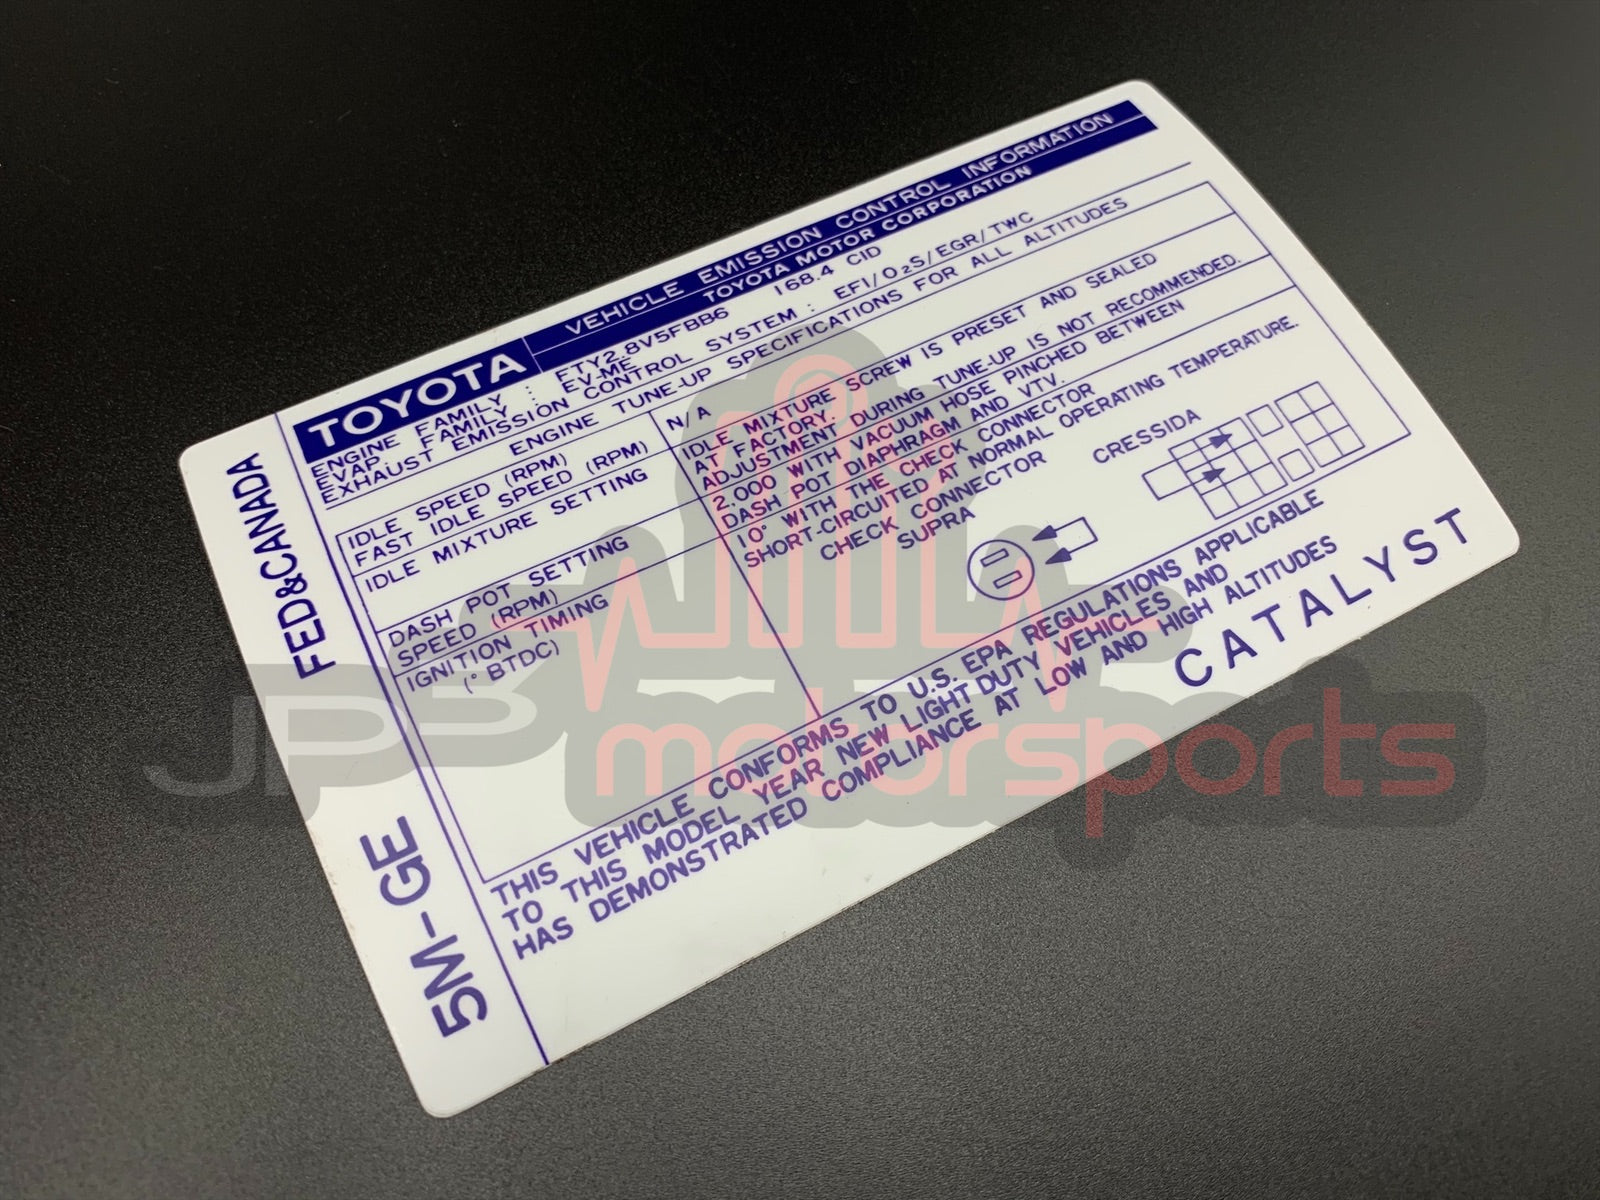 TOYOTA
VEHICLE EMISSION CONTROL INFORMATION
TOYOTA MOTOR CORPORATION
ENGINE FAMILY : FTY2.8V5FBB6 168.4 CID
EVAP FAMILY : EV-ME
EXHAUST EMISSION CONTROL SYSTEM : EFI/O2S/EGR/TWC
ENGINE TUNE-UP SPECIFICATIONS FOR ALL ALTITUDES
IDLE SPEED (RPM)
FAST IDLE SPEED (RPM) N/A
IDLE MIXTURE SETTING
IDLE MIXTURE SCREW IS PRESET AND SEALED
AT FACTORY.
ADJUSTMENT DURING TUNE-UP IS NOT RECOMMENDED.
DASH POT SETTING
SPEED (RPM)
2,000 WITH VACUUM HOSE PINCHED BETWEEN
DASH POT DIAPHRAGM AND VTV.
IGNITION TIMING
(° BTDC)
10° WITH THE CHECK CONNECTOR
SHORT-CIRCUITED AT NORMAL OPERATING TEMPERATURE.
CHECK CONNECTOR
SUPRA
CRESSIDA
THIS VEHICLE CONFORMS TO U.S. EPA REGULATIONS APPLICABLE
TO THIS MODEL YEAR NEW LIGHT DUTY VEHICLES AND
HAS DEMONSTRATED COMPLIANCE AT LOW AND HIGH ALTITUDES
CATALYST
FED&CANADA
5M-GE
JP3
motorsports